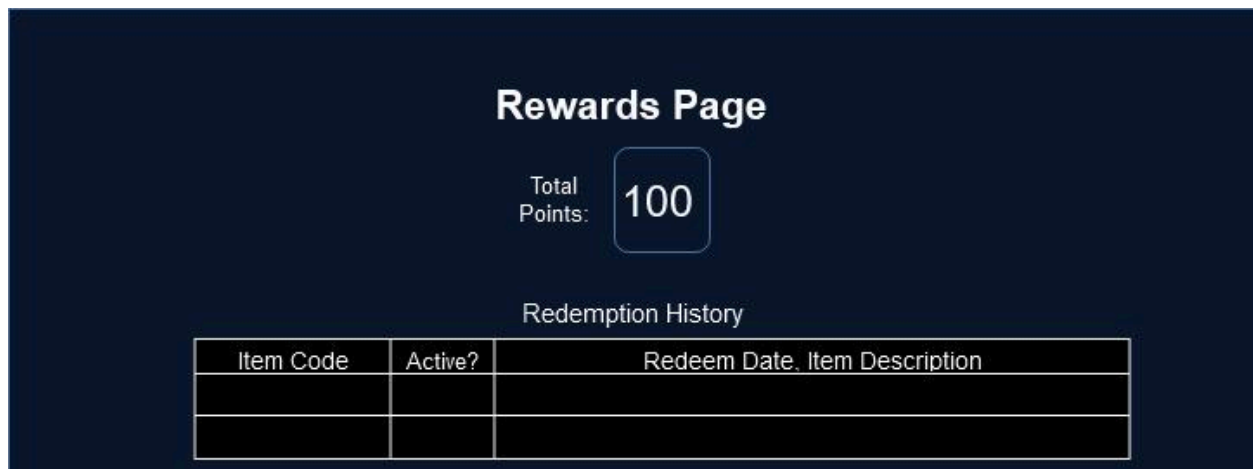 Rewards Page
Total
Points:
100
Redemption History
Item Code Active? Redeem Date, Item Description